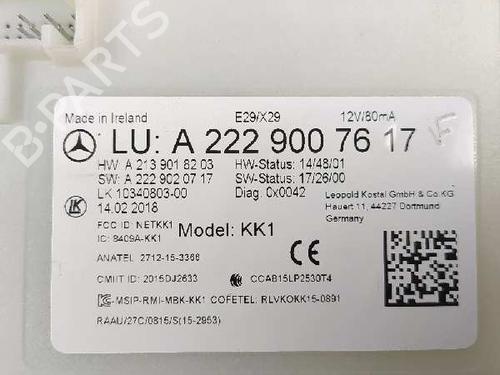 Made in Ireland E29/X29 12V/80mA
LU: A 222 900 76 17
HW: A 213 901 82 03 HW-Status: 14/48/01
SW: A 222 902 07 17 SW-Status: 17/26/00
LK 10340803-00 Diag: 0x0042
LK 14.02.2018
Leopold Kostal GmbH & Co.KG
Hauert 11, 44227 Dortmund
Germany
FCC ID: NETKK1
IC: 8409A-KK1
Model: KK1
ANATEL 2712-15-3366
CE
CMIIT ID: 2015DJ2633 CCAB15LP2530T4
MSIP-RMI-MBK-KK1 COFETEL: RLVKOKK15-0891
RAAU/27C/0815/S(15-2953)
B-PARTS